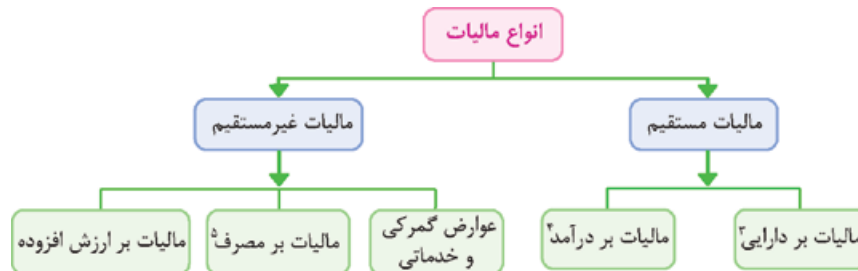 انواع مالیات
مالیات مستقیم
مالیات غیرمستقیم
مالیات بر دارایی۳
مالیات بر درآمد۴
عوارض گمرکی
و خدماتی
مالیات بر مصرف۵
مالیات بر ارزش افزوده